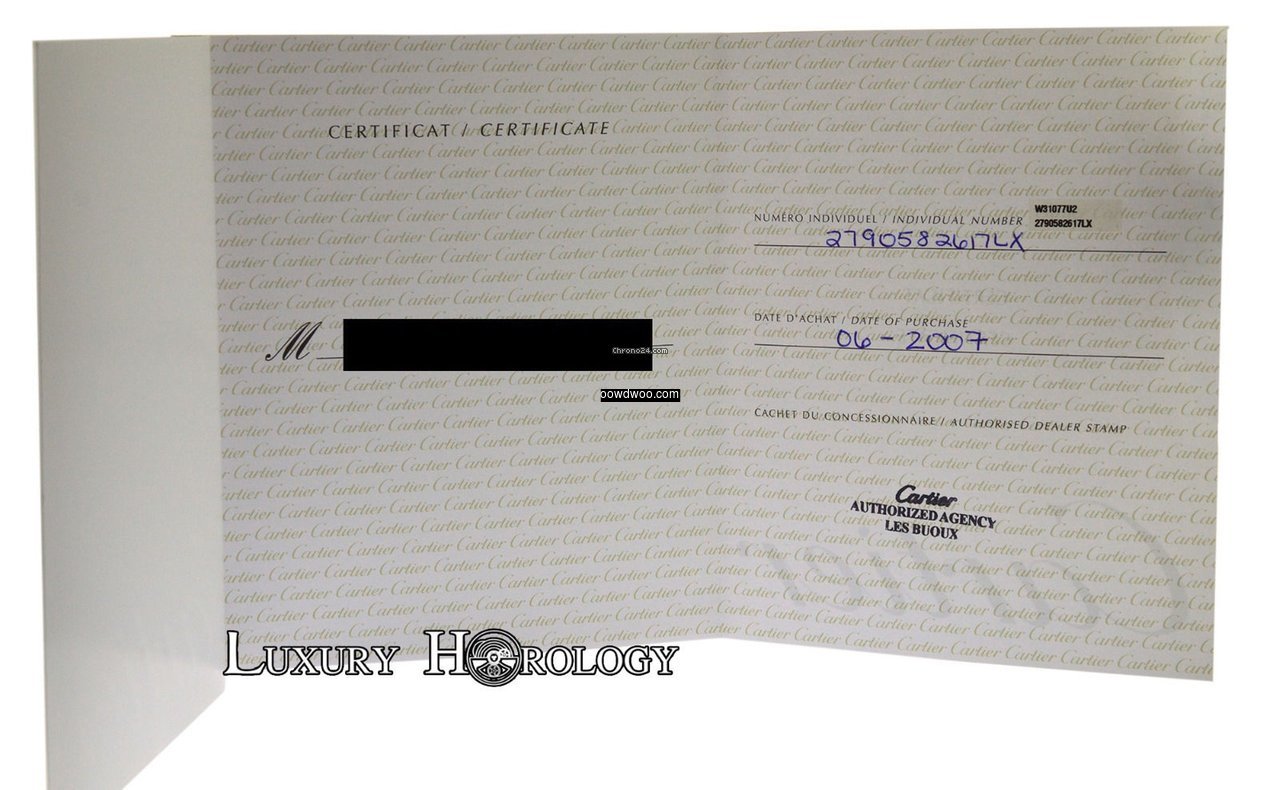 CERTIFICAT / CERTIFICATE
NUMÉRO INDIVIDUEL / INDIVIDUAL NUMBER
W31077U2
2790582617LX
2790582617LX
M
DATE D'ACHAT / DATE OF PURCHASE
06 - 2007
Chrono24.com
oowdwoo.com
CACHET DU CONCESSIONNAIRE / AUTHORISED DEALER STAMP
Cartier
AUTHORIZED AGENCY
LES BIJOUX
LUXURY HOROLOGY